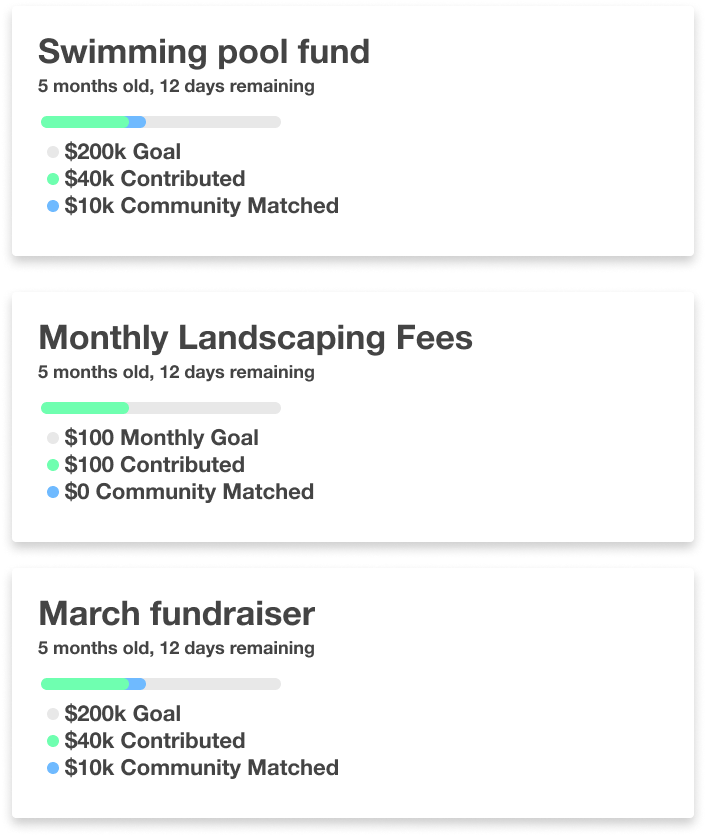 Swimming pool fund
5 months old, 12 days remaining
$200k Goal
$40k Contributed
$10k Community Matched
Monthly Landscaping Fees
5 months old, 12 days remaining
$100 Monthly Goal
$100 Contributed
$0 Community Matched
March fundraiser
5 months old, 12 days remaining
$200k Goal
$40k Contributed
$10k Community Matched